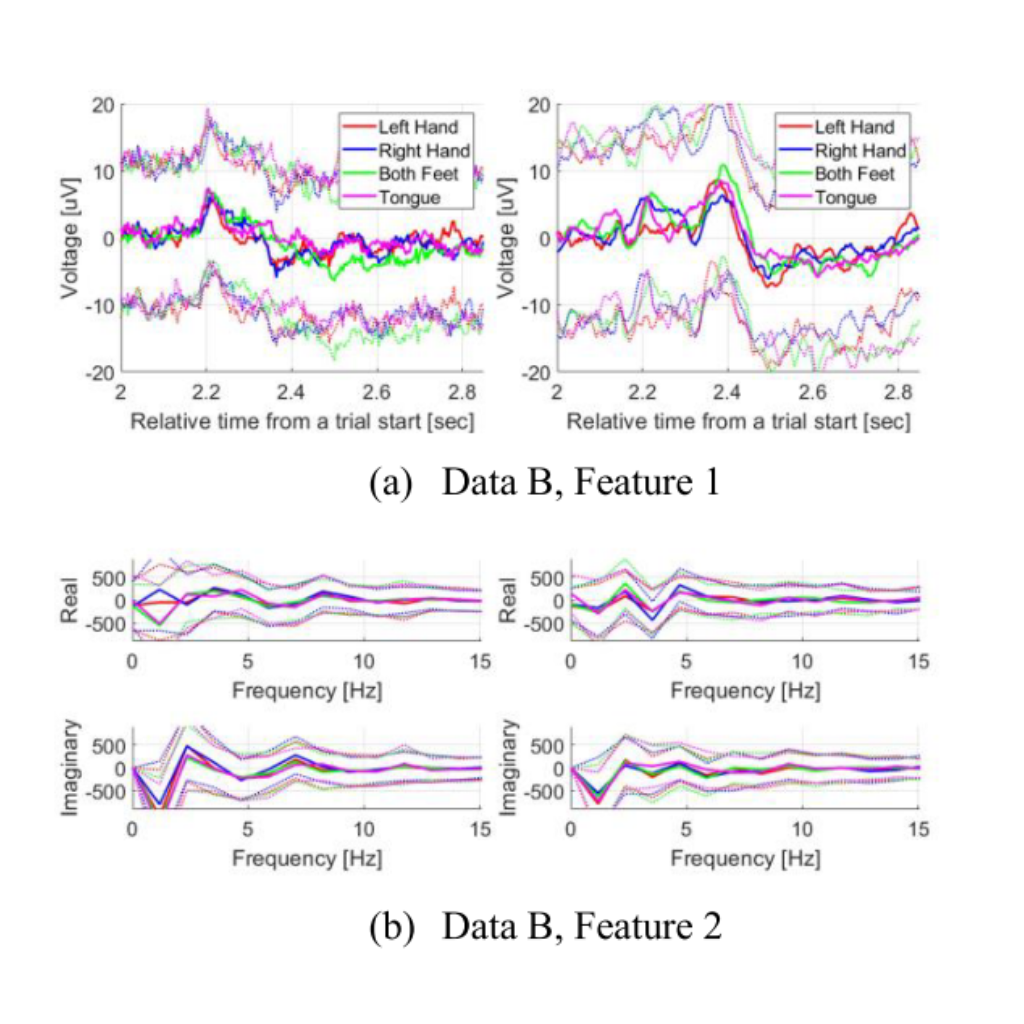 20
10
0
-10
-20
Voltage [uV]
2 2.2 2.4 2.6 2.8
Relative time from a trial start [sec]
Left Hand
Right Hand
Both Feet
Tongue
20
10
0
-10
-20
Voltage [uV]
2 2.2 2.4 2.6 2.8
Relative time from a trial start [sec]
Left Hand
Right Hand
Both Feet
Tongue
(a) Data B, Feature 1
Real
500
0
-500
0 5 10 15
Frequency [Hz]
Real
500
0
-500
0 5 10 15
Frequency [Hz]
Imaginary
500
0
-500
0 5 10 15
Frequency [Hz]
Imaginary
500
0
-500
0 5 10 15
Frequency [Hz]
(b) Data B, Feature 2